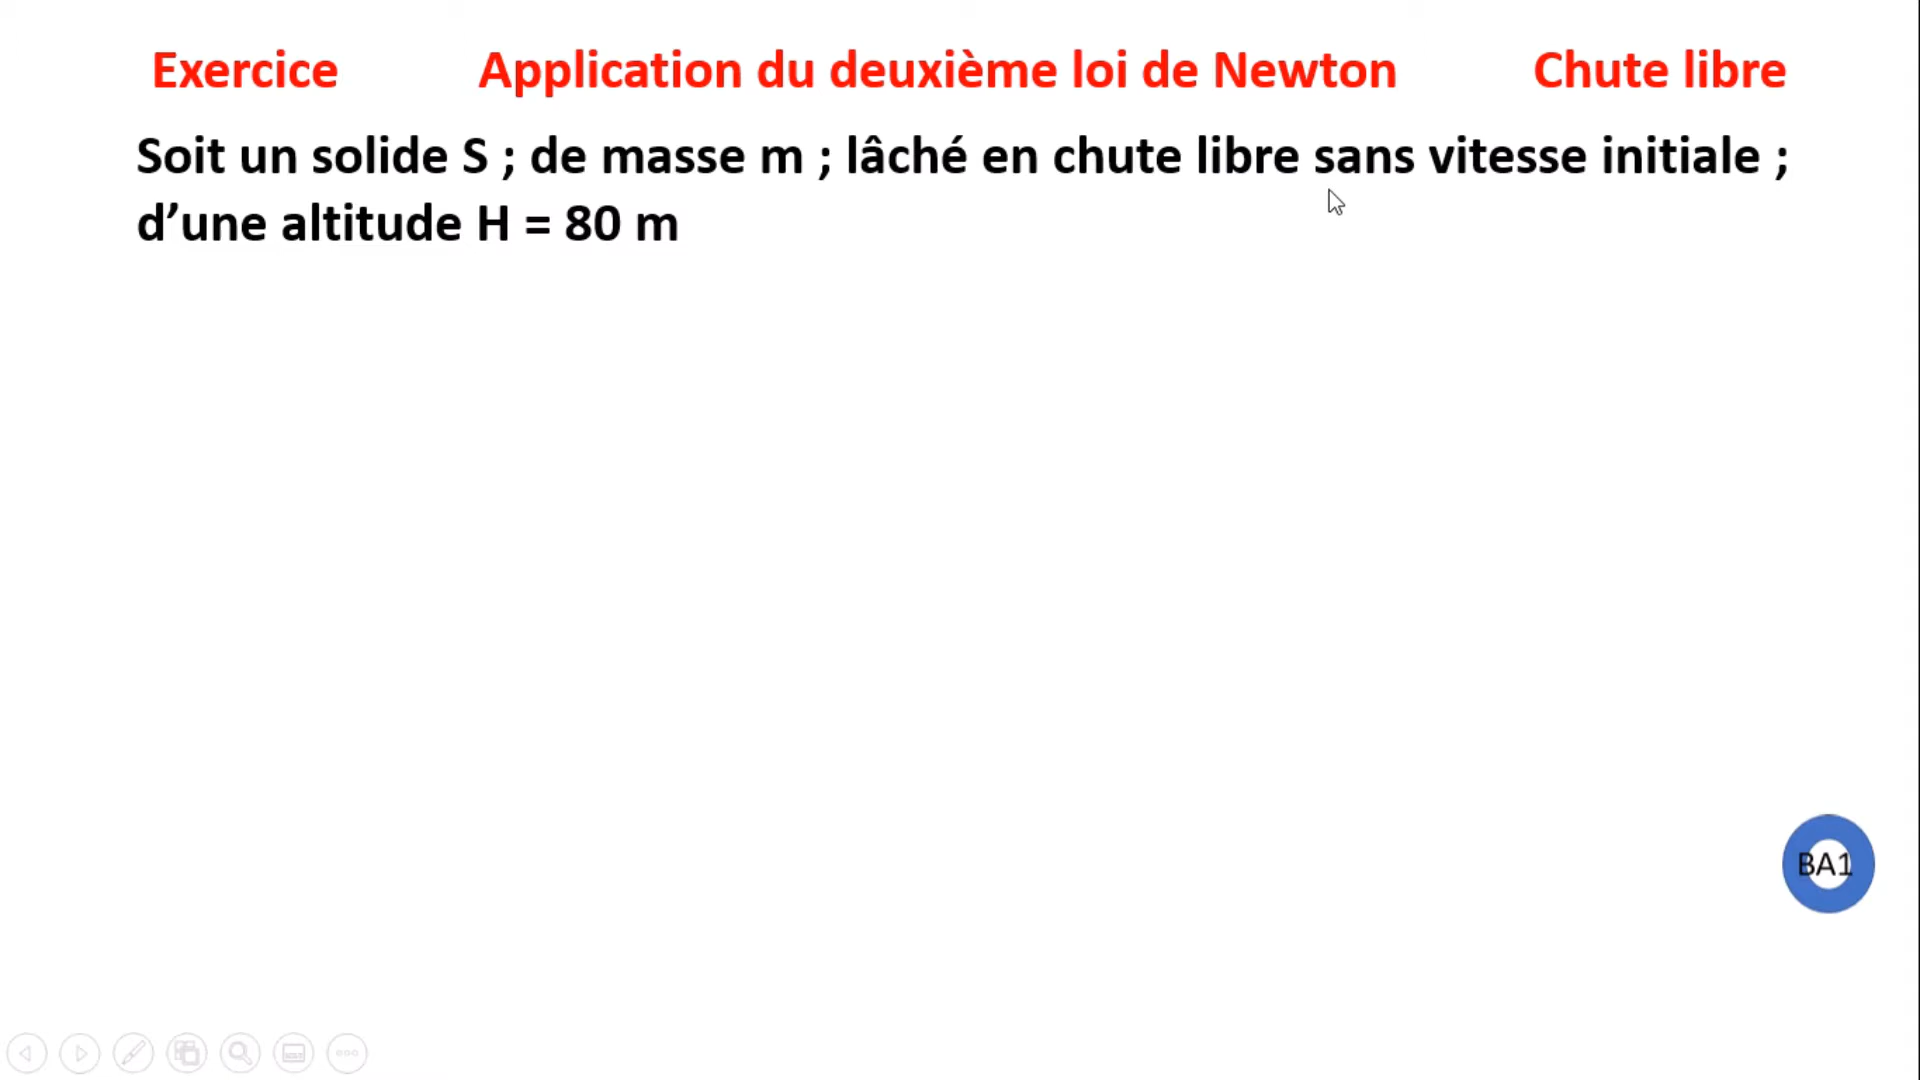 Exercice Application du deuxième loi de Newton Chute libre
Soit un solide S ; de masse m ; lâché en chute libre sans vitesse initiale ;
d’une altitude H = 80 m
BA1